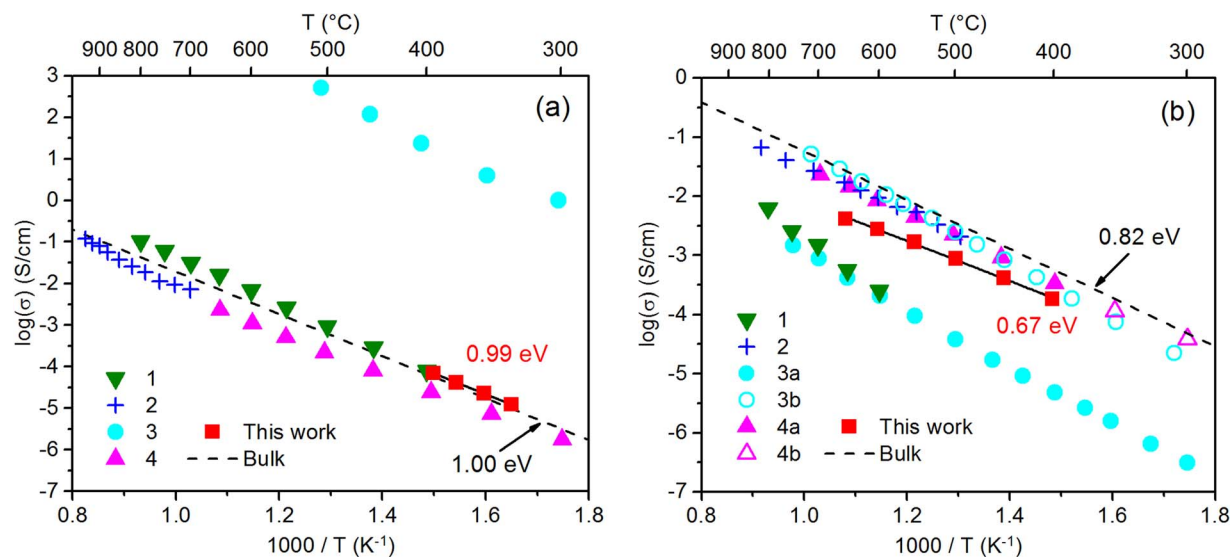 T (°C)
900 800 700 600 500 400 300
3
2
1
0
-1
-2
-3
-4
-5
-6
-7
log(σ) (S/cm)
(a)
0.99 eV
1
2
3
4
This work
Bulk
1.00 eV
0.8 1.0 1.2 1.4 1.6 1.8
1000 / T (K⁻¹)
T (°C)
900 800 700 600 500 400 300
0
-1
-2
-3
-4
-5
-6
-7
log(σ) (S/cm)
(b)
0.82 eV
0.67 eV
1
2
3a
3b
4a
4b
This work
Bulk
0.8 1.0 1.2 1.4 1.6 1.8
1000 / T (K⁻¹)